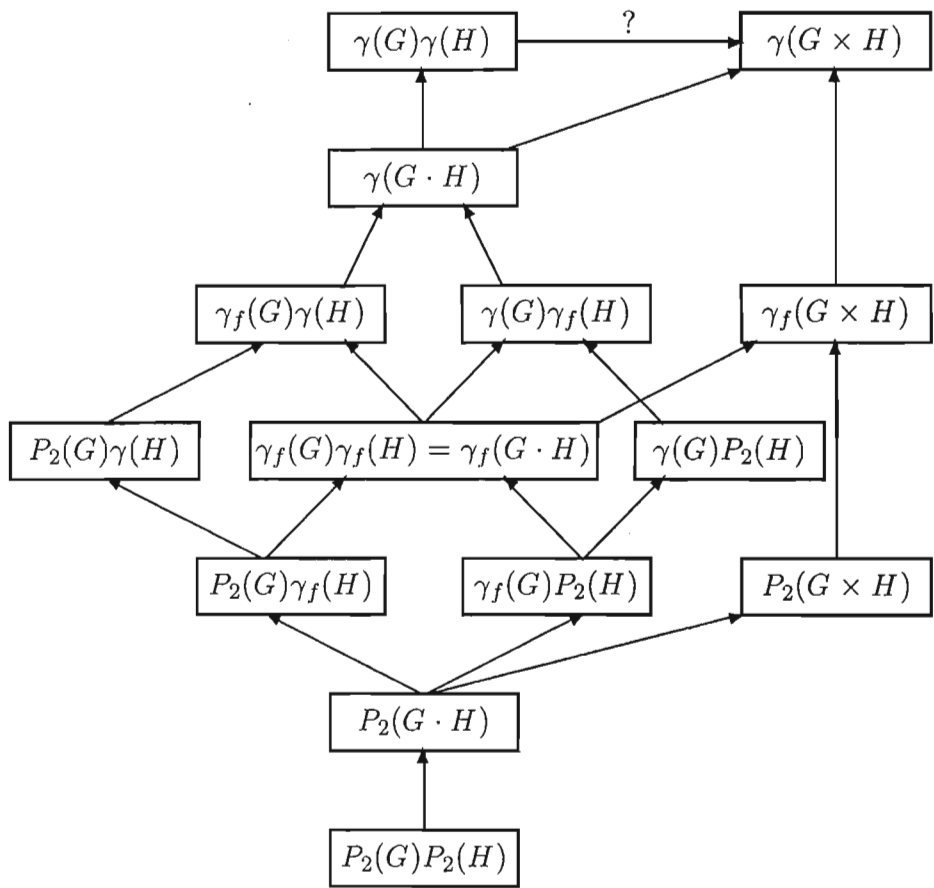 ?
γ(G)γ(H) γ(G × H)
γ(G · H)
γ_f(G)γ(H) γ(G)γ_f(H) γ_f(G × H)
P_2(G)γ(H) γ_f(G)γ_f(H) = γ_f(G · H) γ(G)P_2(H)
P_2(G)γ_f(H) γ_f(G)P_2(H) P_2(G × H)
P_2(G · H)
P_2(G)P_2(H)